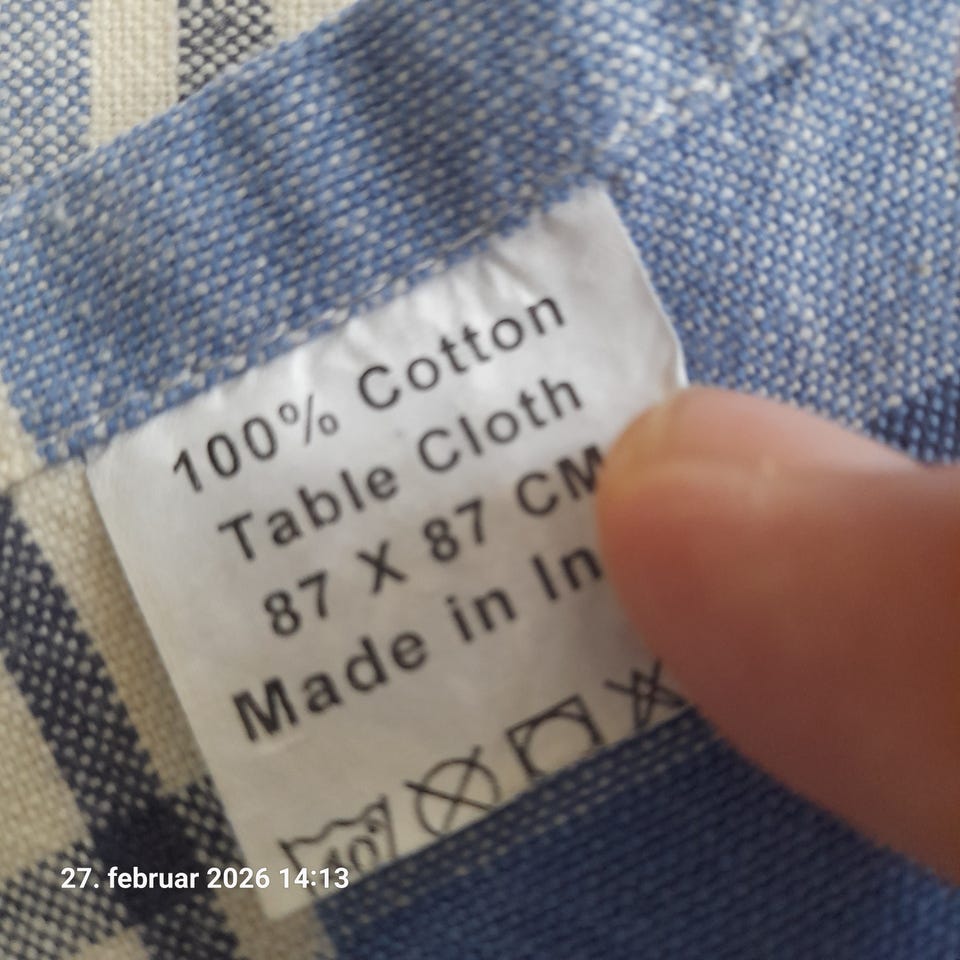 100% Cotton
Table Cloth
87 X 87 CM
Made in
40°
27. februar 2026 14:13